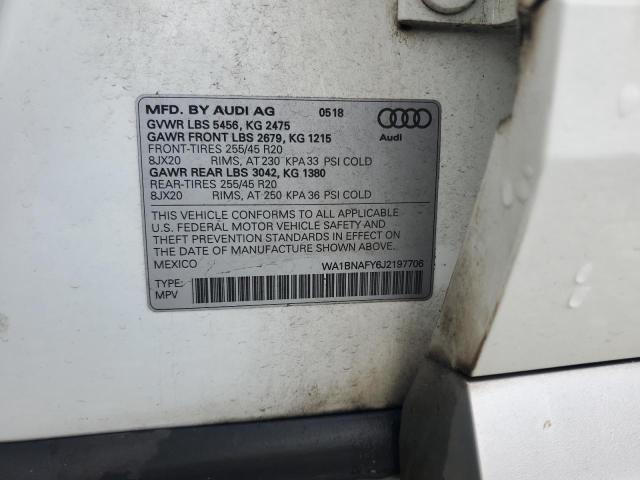 MFD. BY AUDI AG 0518
GVWR LBS 5456, KG 2475
GAWR FRONT LBS 2679, KG 1215
FRONT-TIRES 255/45 R20
8JX20 RIMS, AT 230 KPA 33 PSI COLD
GAWR REAR LBS 3042, KG 1380
REAR-TIRES 255/45 R20
8JX20 RIMS, AT 250 KPA 36 PSI COLD
Audi
THIS VEHICLE CONFORMS TO ALL APPLICABLE
U.S. FEDERAL MOTOR VEHICLE SAFETY AND
THEFT PREVENTION STANDARDS IN EFFECT ON
THE DATE OF MANUFACTURE SHOWN ABOVE.
MEXICO WA1BNAFY6J2197706
TYPE:
MPV